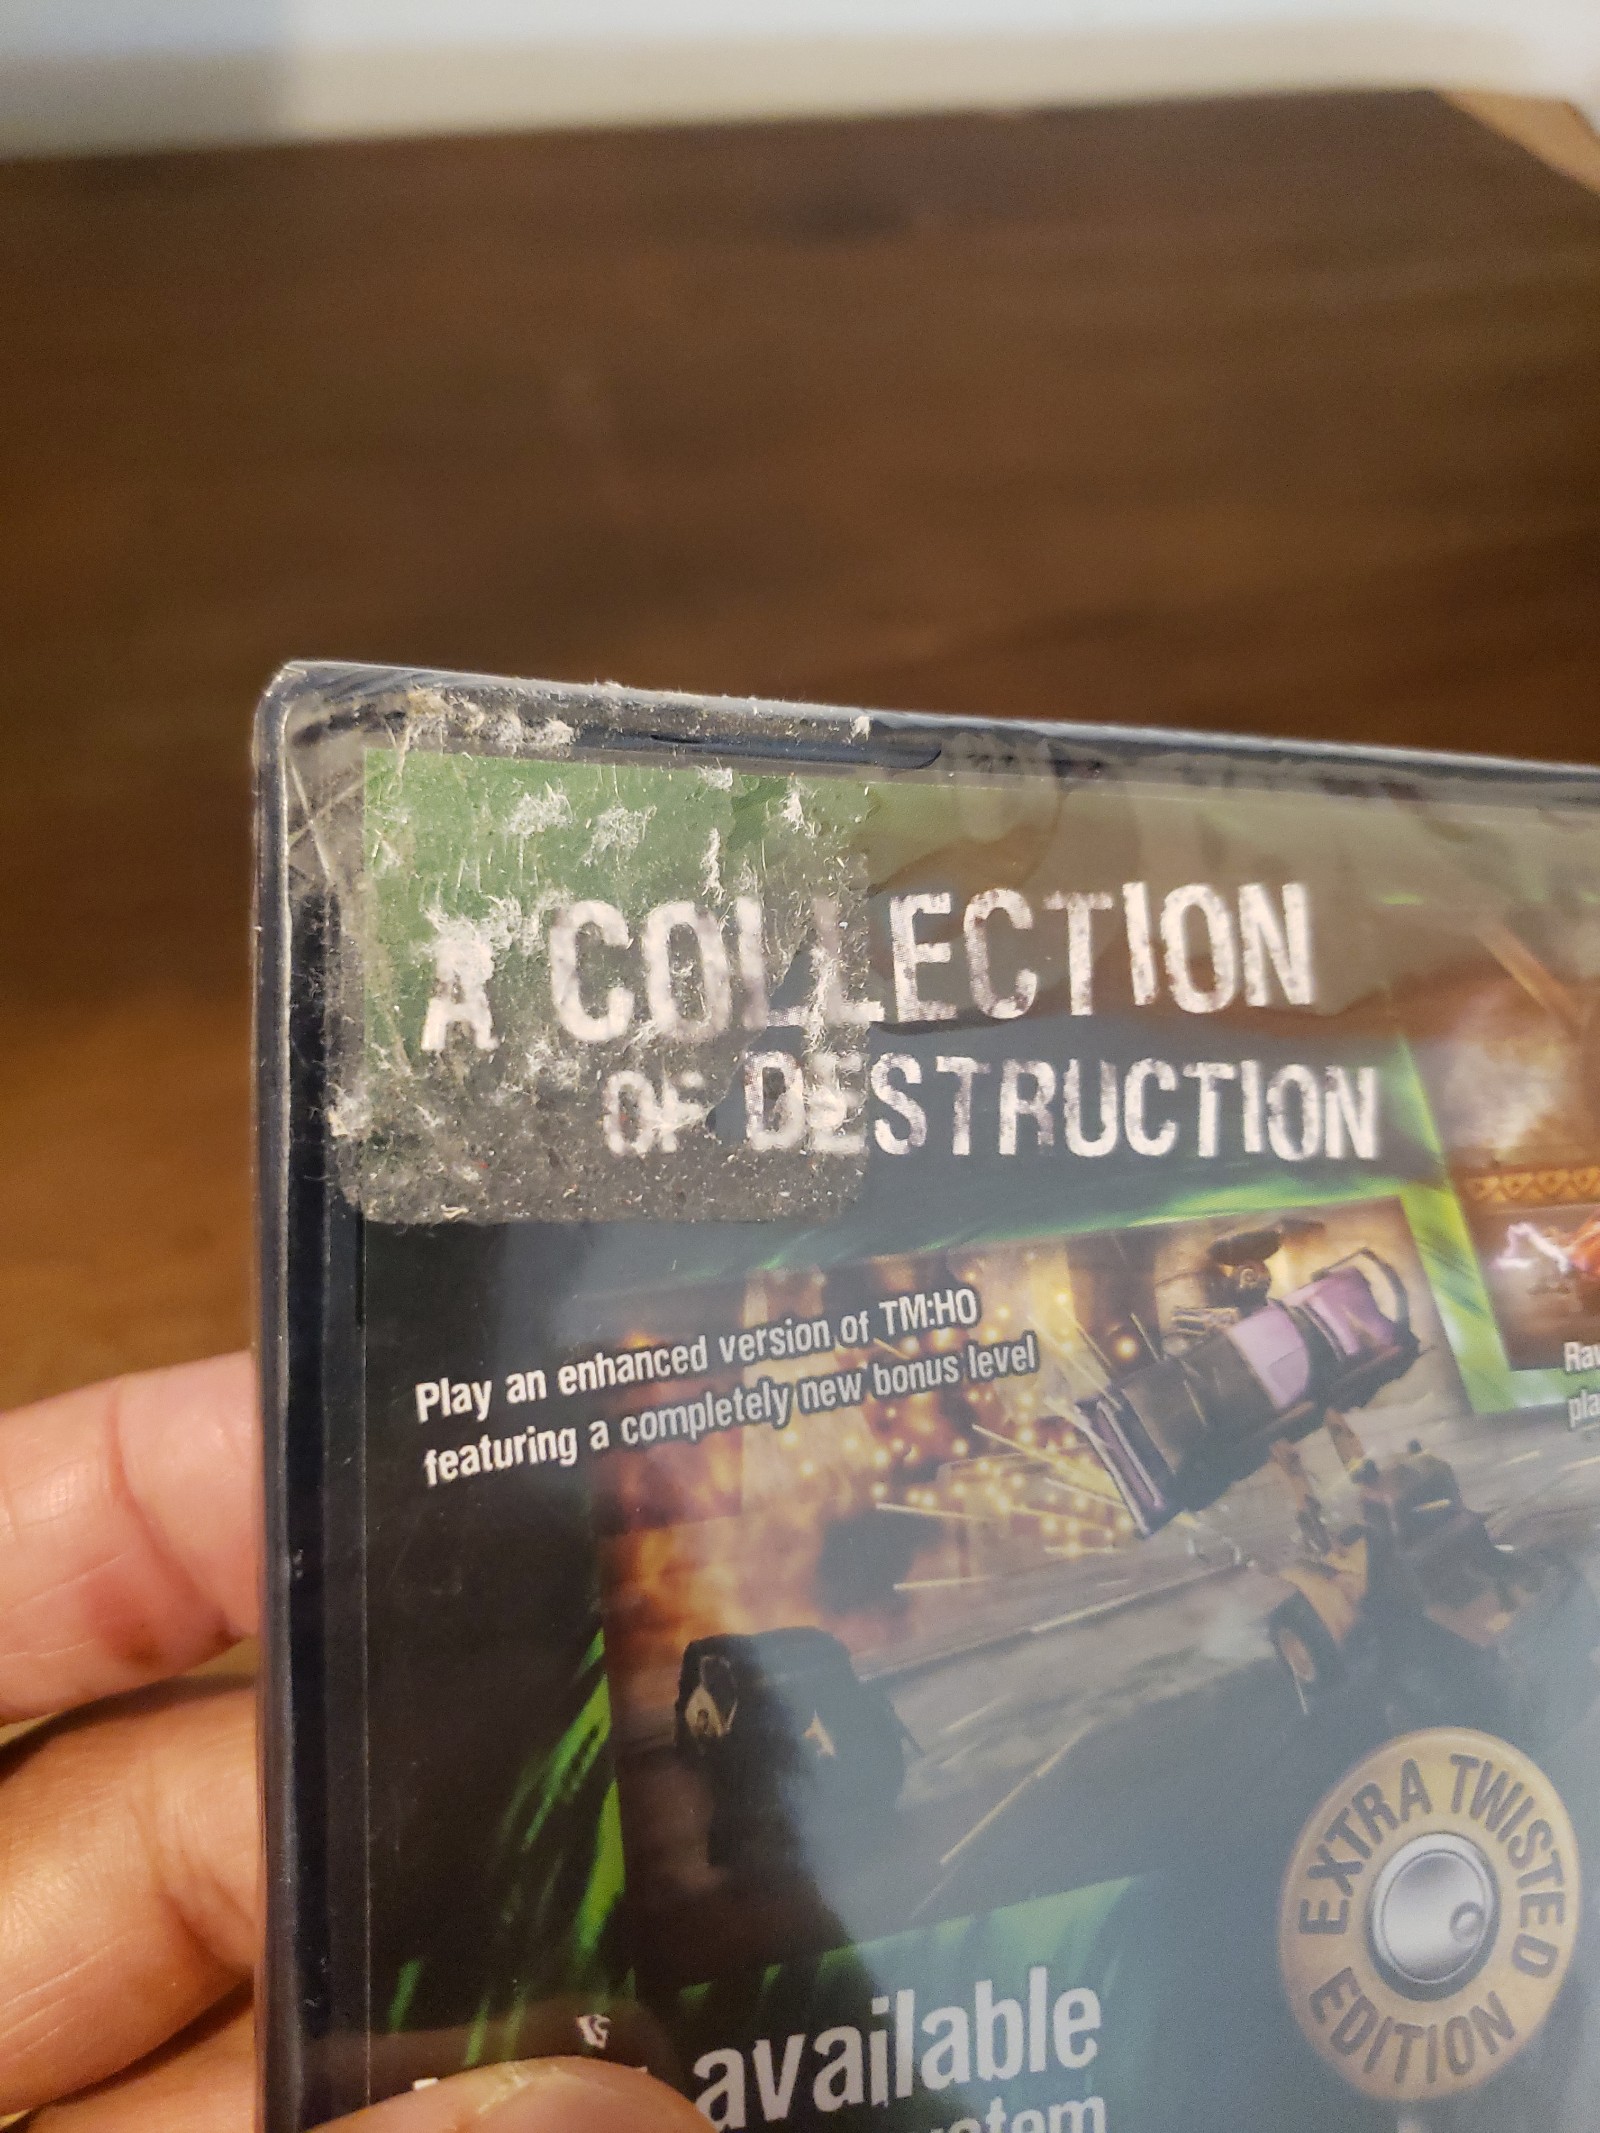 A COLLECTION
OF DESTRUCTION
Play an enhanced version of TM:HO
featuring a completely new bonus level
EXTRA TWISTED
EDITION
available